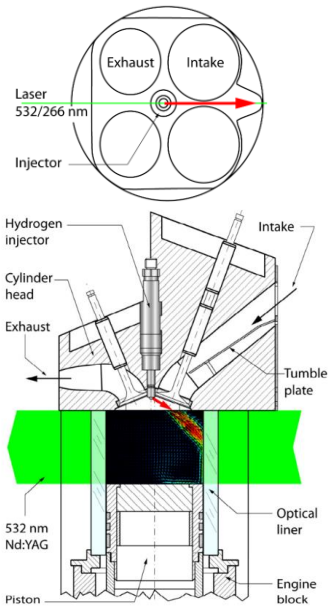 Exhaust
Intake
Laser
532/266 nm
Injector
Hydrogen
injector
Intake
Cylinder
head
Exhaust
Tumble
plate
532 nm
Nd:YAG
Optical
liner
Piston
Engine
block